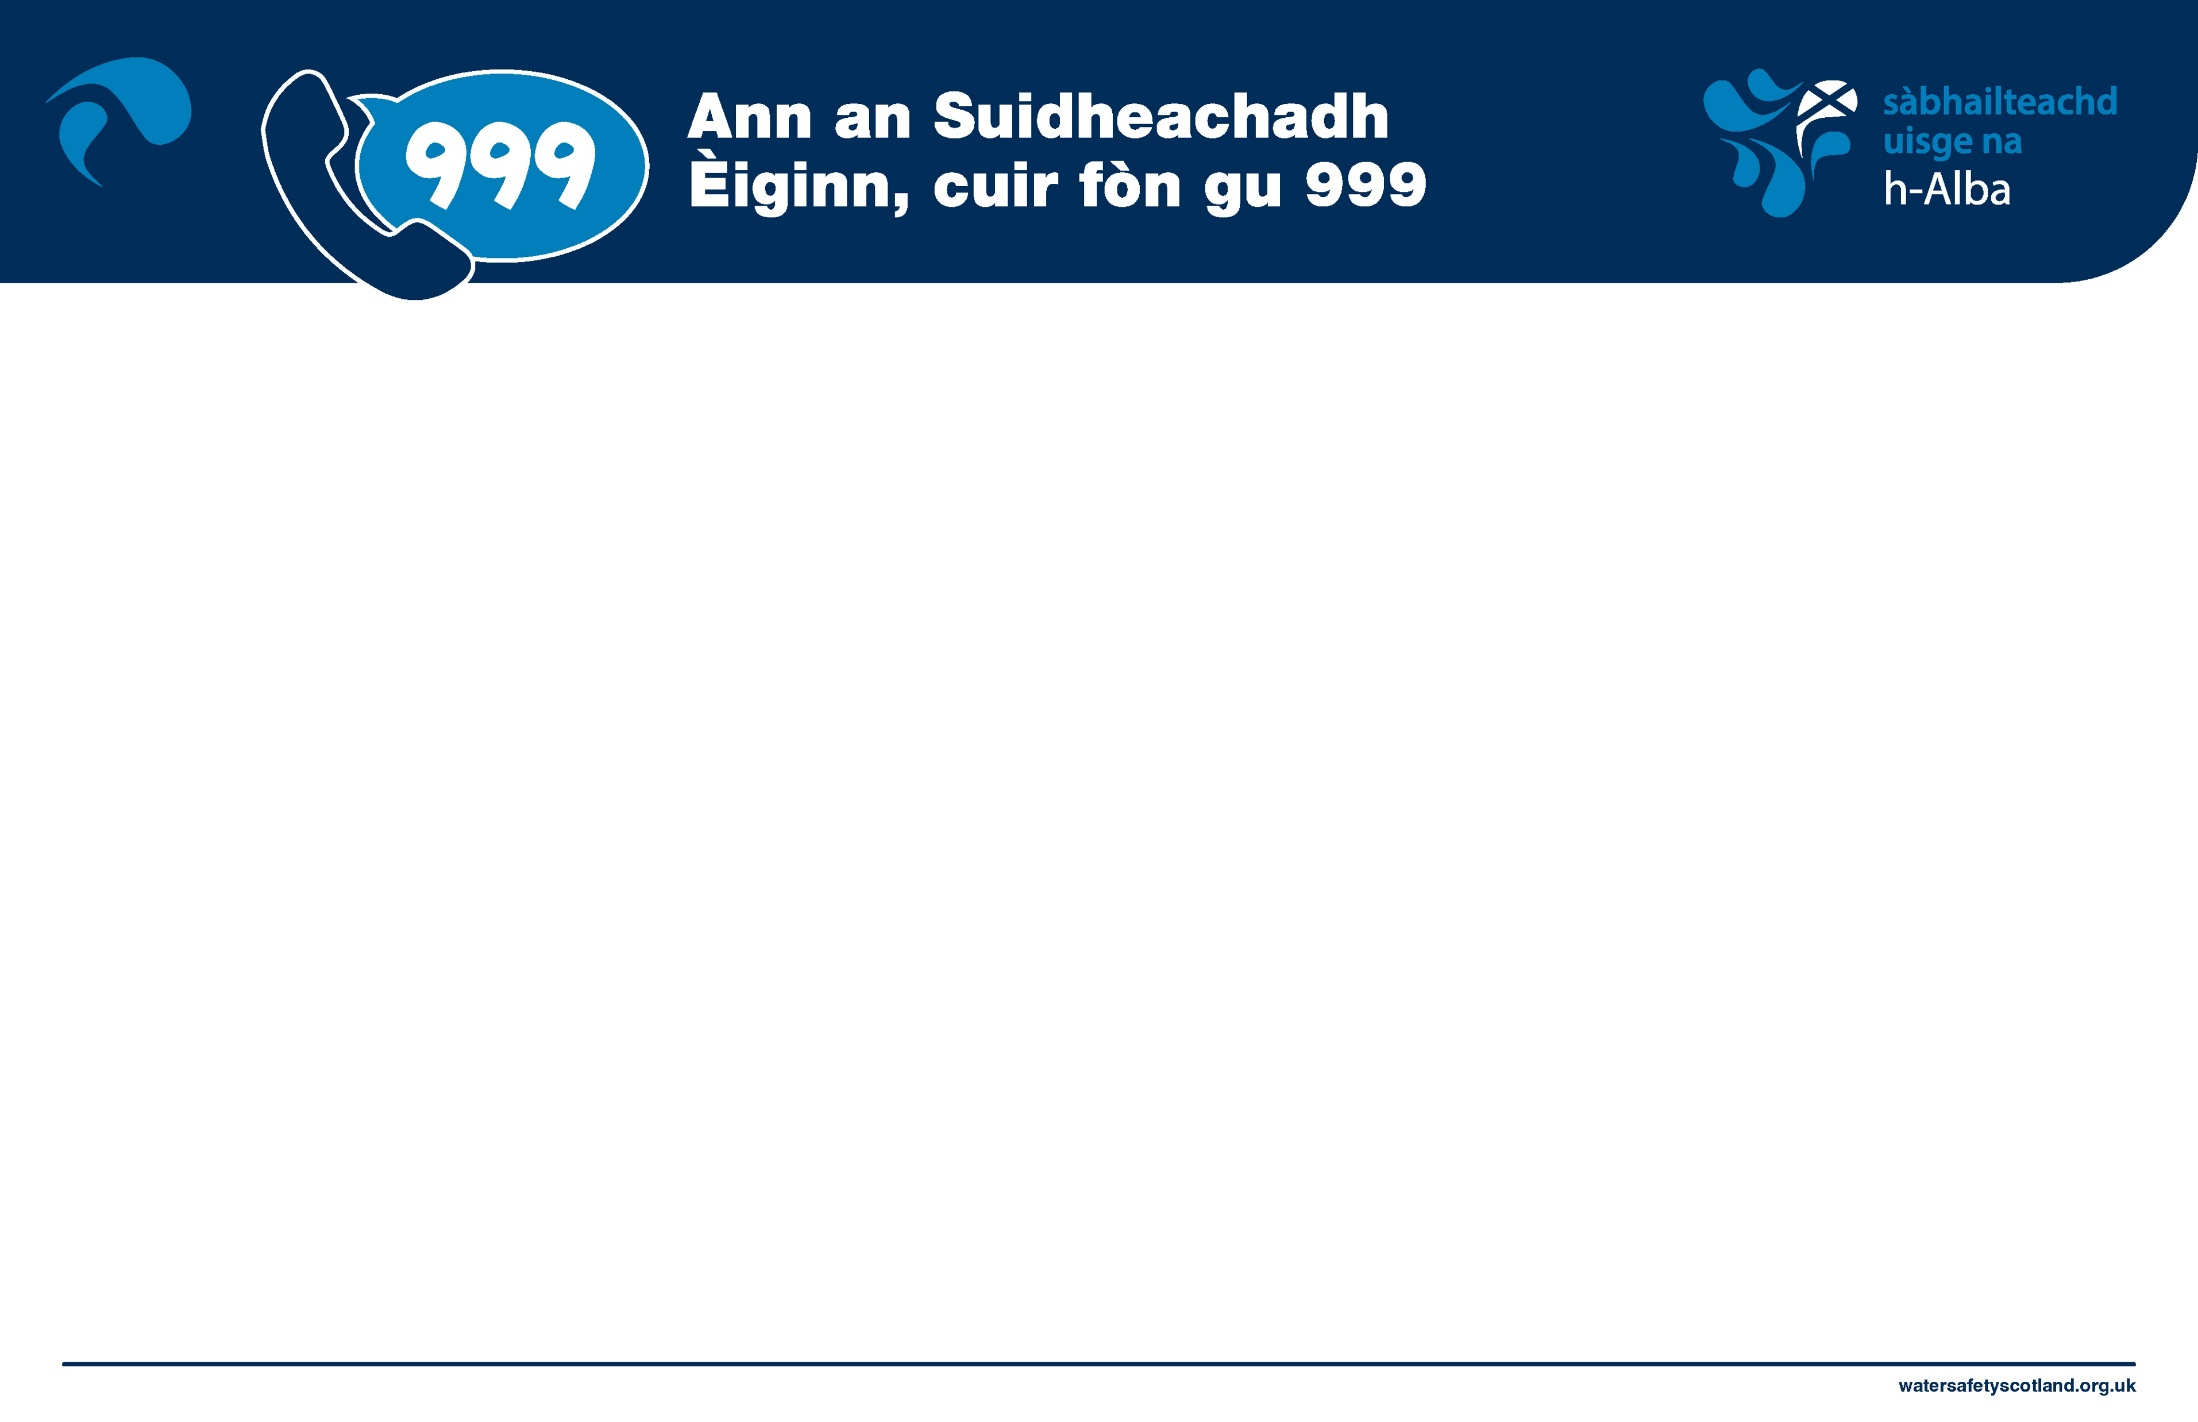 999
Ann an Suidheachadh
Èiginn, cuir fòn gu 999
sàbhailteachd
uisge na
h-Alba
watersafetyscotland.org.uk